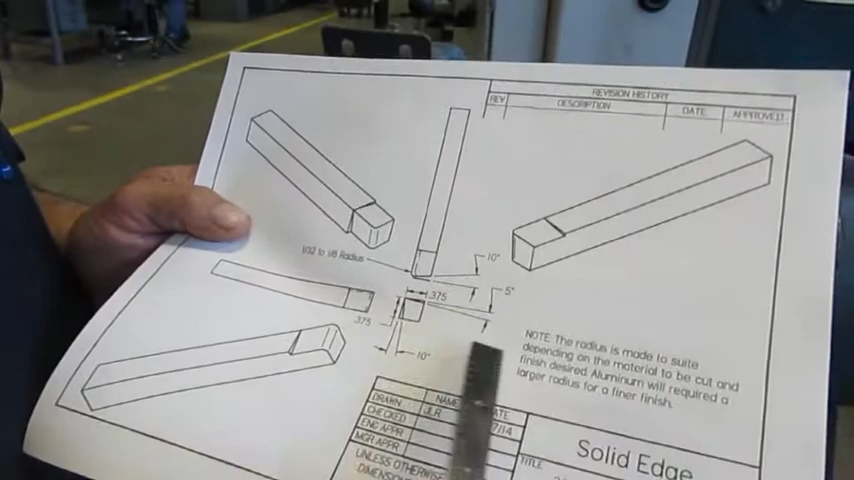 REVISION HISTORY
REV DESCRIPTION DATE APPROVED
10°
1/32 to 1/8 Radius
.375
5°
.375
10°
NOTE: The radius is made to suite
depending on the material to be cut and
finish desired. Aluminum will required a
larger radius for a finer finish.
DRAWN NAME DATE
CHECKED JLR 7/14
ENG APPR
MGR APPR
UNLESS OTHERWISE
DIMENSIONS
Solid Edge
TITLE